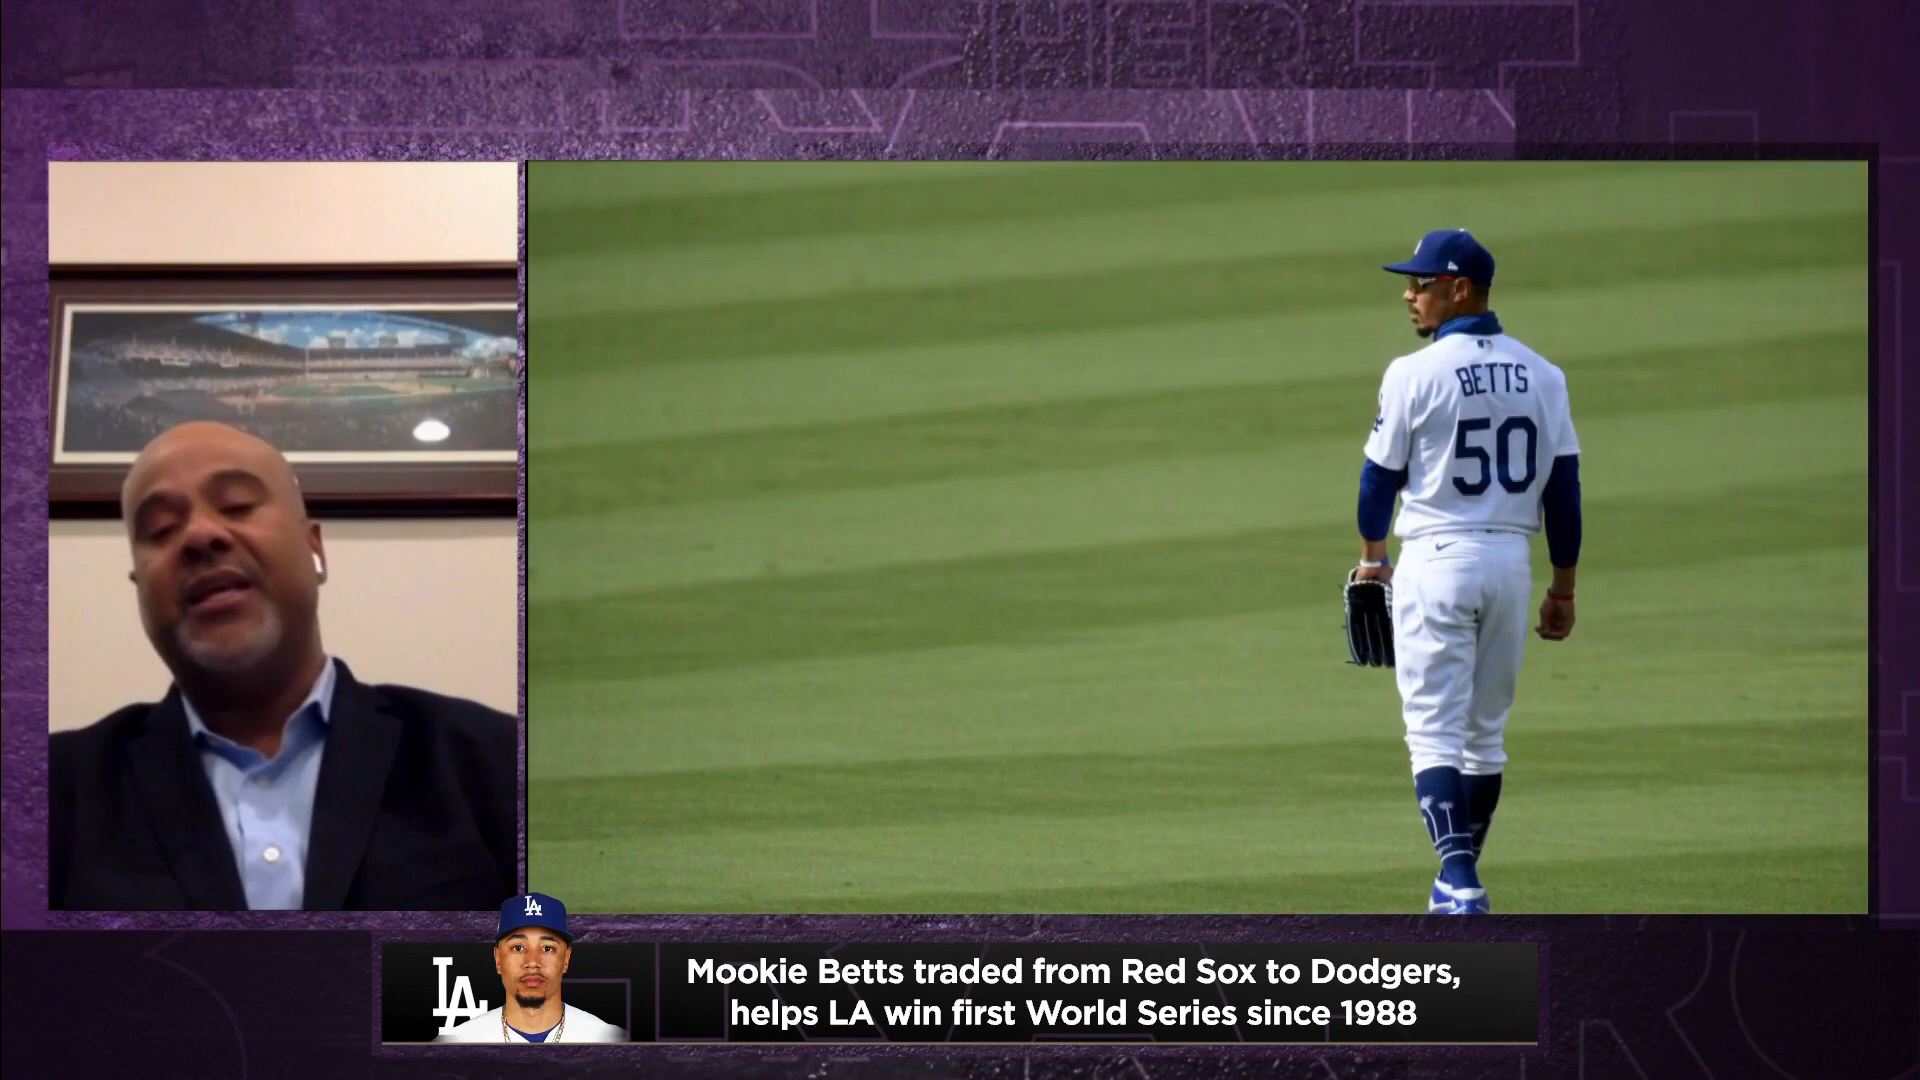 BETTS
50
LA
LA
Mookie Betts traded from Red Sox to Dodgers,
helps LA win first World Series since 1988